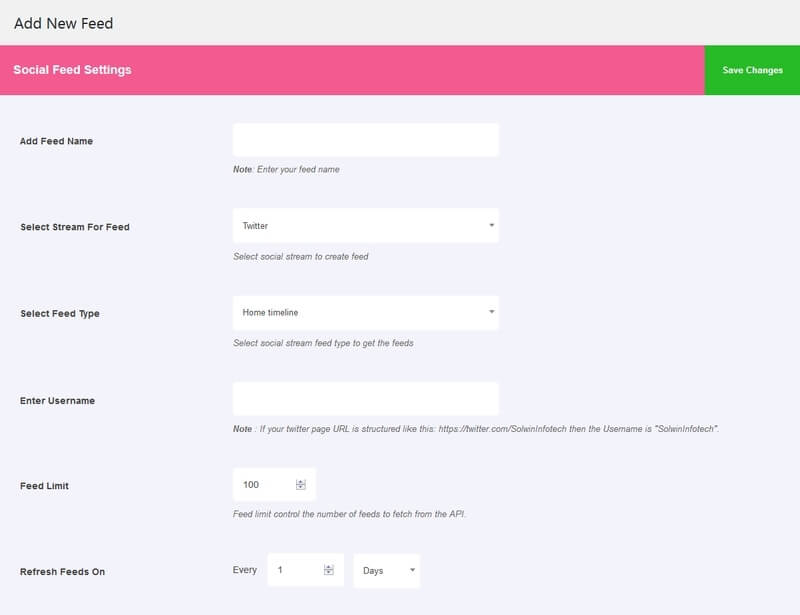 Add New Feed
Social Feed Settings
Save Changes
Add Feed Name
Note: Enter your feed name
Select Stream For Feed
Twitter
Select social stream to create feed
Select Feed Type
Home timeline
Select social stream feed type to get the feeds
Enter Username
Note : If your twitter page URL is structured like this: https://twitter.com/SolwinInfotech then the Username is "SolwinInfotech".
Feed Limit
100
Feed limit control the number of feeds to fetch from the API.
Refresh Feeds On
Every 1 Days